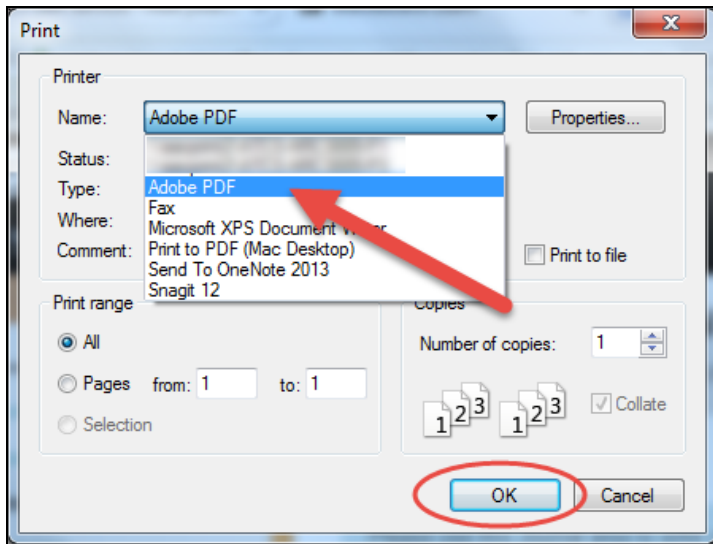 Print
Printer
Name: Adobe PDF Properties...
Status:
Type: Adobe PDF
Fax
Where: Microsoft XPS Document
Comment: Print to PDF (Mac Desktop) Print to file
Send To OneNote 2013
Snagit 12
Print range Copies
All Number of copies: 1
Pages from: 1 to: 1
1 2 3 1 2 3 Collate
Selection
OK Cancel